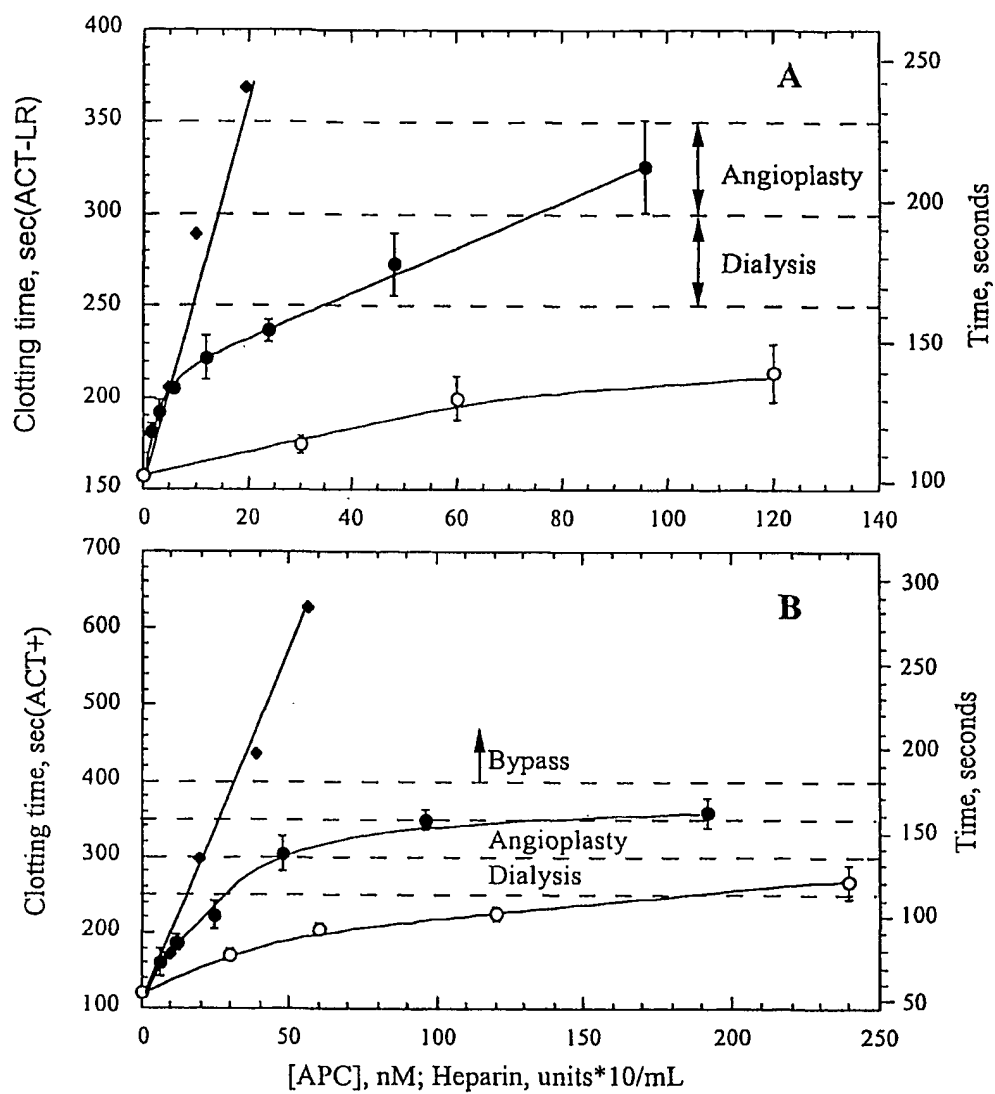 A
400
350
300
250
200
150
Clotting time, sec(ACT-LR)
250
200
150
100
Time, seconds
Angioplasty
Dialysis
0 20 40 60 80 100 120 140
B
700
600
500
400
300
200
100
Clotting time, sec(ACT+)
300
250
200
150
100
50
Time, seconds
Bypass
Angioplasty
Dialysis
0 50 100 150 200 250
[APC], nM; Heparin, units*10/mL